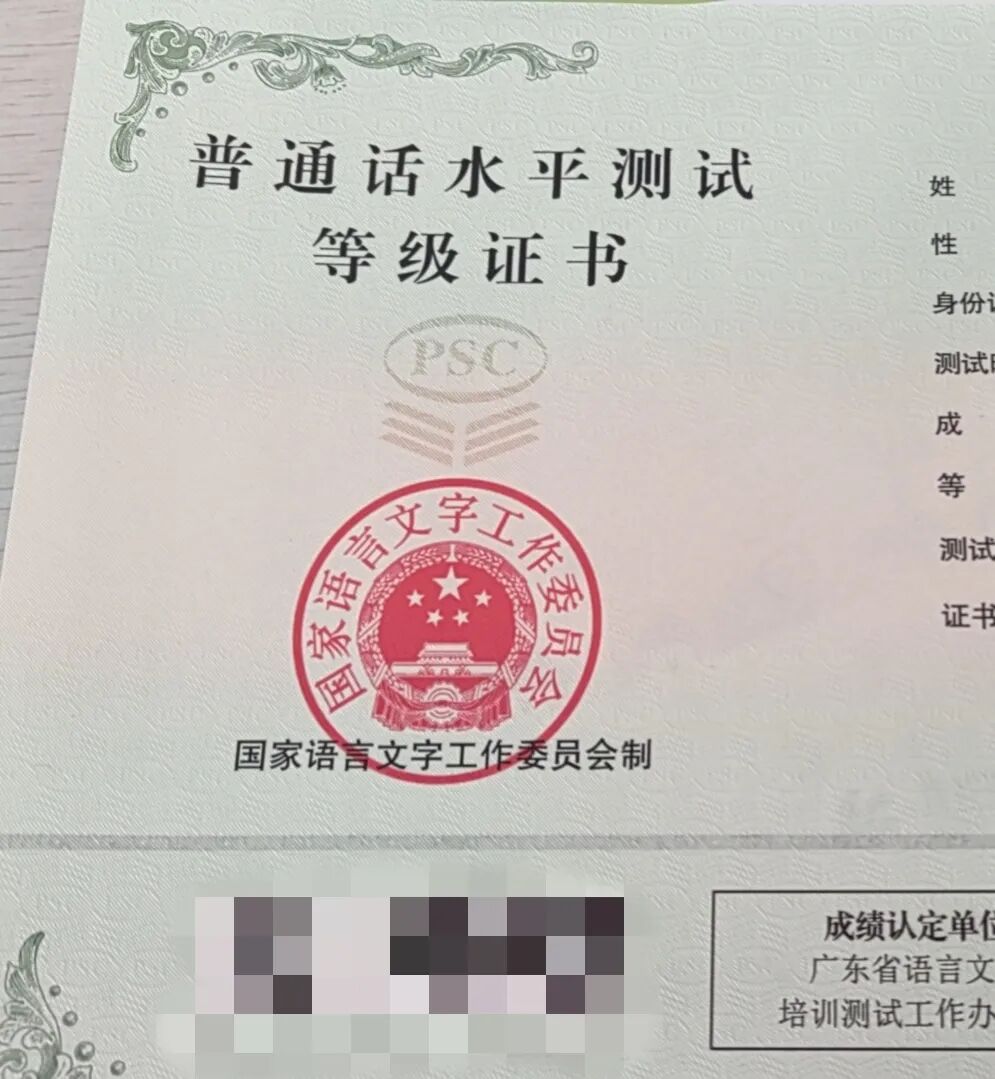 普通话水平测试
等级证书
PSC
国家语言文字工作委员会
国家语言文字工作委员会制
姓
性
身份
测试
成
等
测试
证书
成绩认定单位
广东省语言文
培训测试工作办